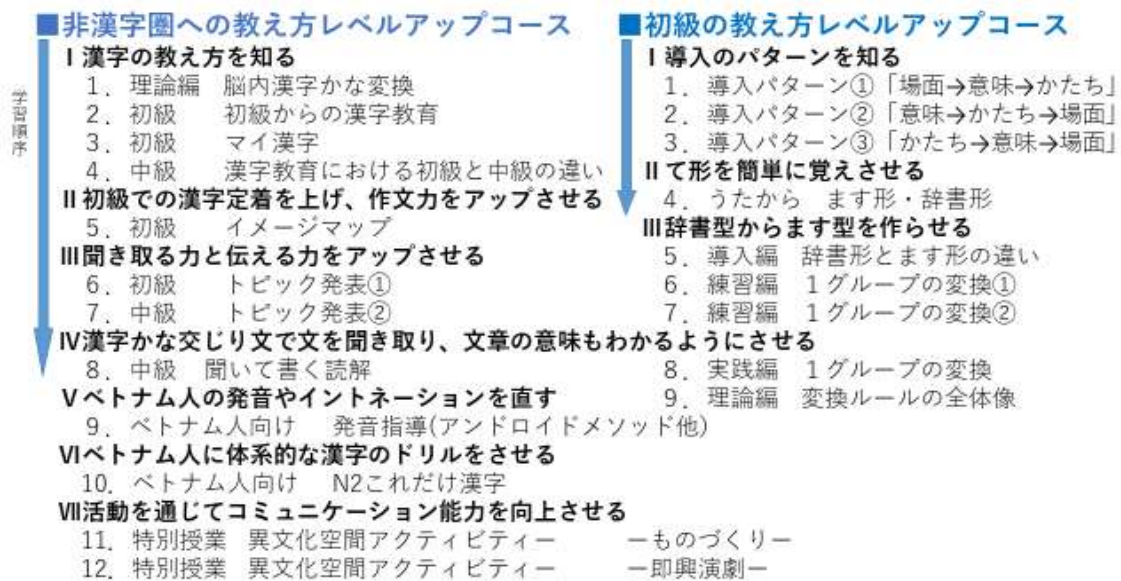 ■非漢字圏への教え方レベルアップコース
Ⅰ漢字の教え方を知る
1．理論編　脳内漢字かな変換
2．初級　初級からの漢字教育
3．初級　マイ漢字
4．中級　漢字教育における初級と中級の違い
Ⅱ初級での漢字定着を上げ、作文力をアップさせる
5．初級　イメージマップ
Ⅲ聞き取る力と伝える力をアップさせる
6．初級　トピック発表①
7．中級　トピック発表②
Ⅳ漢字かな交じり文で文を聞き取り、文章の意味もわかるようにさせる
8．中級　聞いて書く読解
Ⅴベトナム人の発音やイントネーションを直す
9．ベトナム人向け　発音指導(アンドロイドメソッド他)
Ⅵベトナム人に体系的な漢字のドリルをさせる
10．ベトナム人向け　N2これだけ漢字
Ⅶ活動を通じてコミュニケーション能力を向上させる
11．特別授業　異文化空間アクティビティー　ーものづくりー
12．特別授業　異文化空間アクティビティー　ー即興演劇ー
学習順序
■初級の教え方レベルアップコース
Ⅰ導入のパターンを知る
1．導入パターン①「場面→意味→かたち」
2．導入パターン②「意味→かたち→場面」
3．導入パターン③「かたち→意味→場面」
Ⅱて形を簡単に覚えさせる
4．うたから　ます形・辞書形
Ⅲ辞書型からます型を作らせる
5．導入編　辞書形とます形の違い
6．練習編　１グループの変換①
7．練習編　１グループの変換②
8．実践編　１グループの変換
9．理論編　変換ルールの全体像